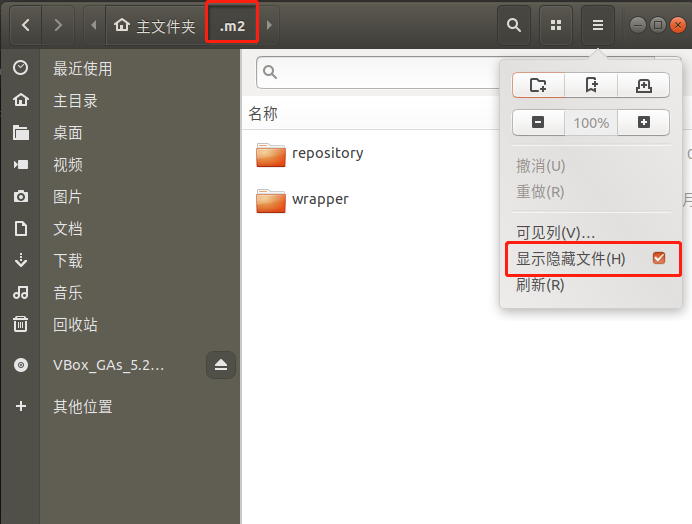 主文件夹 .m2
最近使用
主目录
桌面
视频
图片
文档
下载
音乐
回收站
VBox_GAs_5.2...
其他位置
名称
repository
wrapper
100%
撤消(U)
重做(R)
可见列(V)...
显示隐藏文件(H)
刷新(R)
月